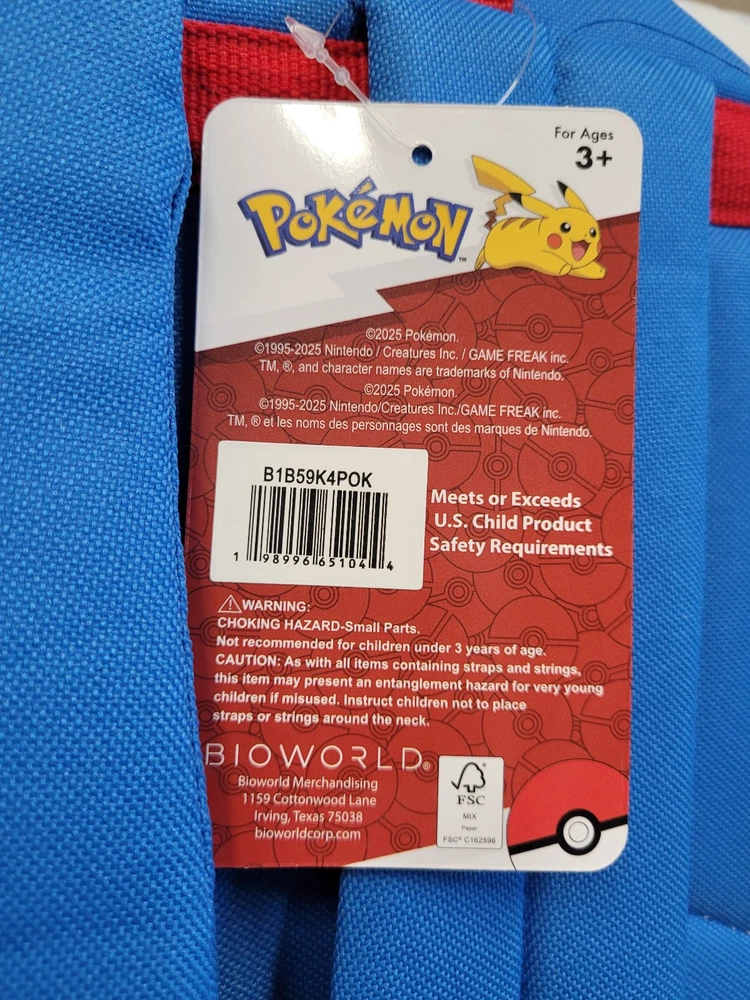 For Ages
3+
POKéMON
TM
©2025 Pokémon.
©1995-2025 Nintendo / Creatures Inc. / GAME FREAK inc.
TM, ®, and character names are trademarks of Nintendo.
©2025 Pokémon.
©1995-2025 Nintendo/Creatures Inc./GAME FREAK inc.
TM, ® et les noms des personnages sont des marques de Nintendo.
B1B59K4POK
1 98996 65104 4
Meets or Exceeds
U.S. Child Product
Safety Requirements
⚠WARNING:
CHOKING HAZARD-Small Parts.
Not recommended for children under 3 years of age.
CAUTION: As with all items containing straps and strings,
this item may present an entanglement hazard for very young
children if misused. Instruct children not to place
straps or strings around the neck.
BIOWORLD®
Bioworld Merchandising
1159 Cottonwood Lane
Irving, Texas 75038
bioworldcorp.com
FSC
MIX
Paper
FSC® C162596